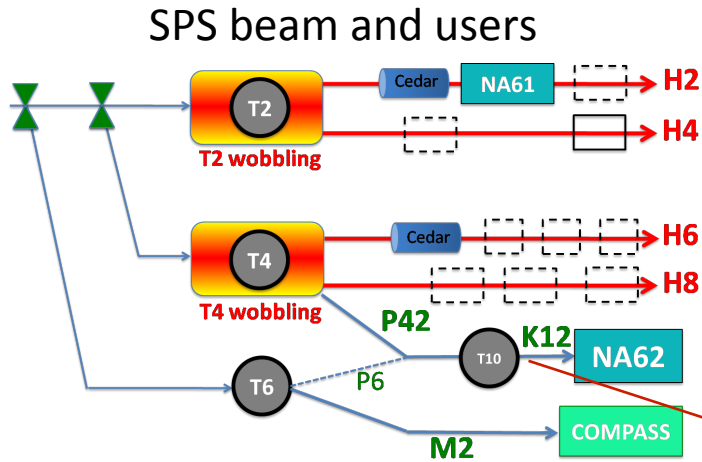 SPS beam and users
Cedar
NA61
H2
T2
H4
T2 wobbling
Cedar
H6
T4
H8
T4 wobbling
P42
K12
T10
NA62
P6
T6
M2
COMPASS